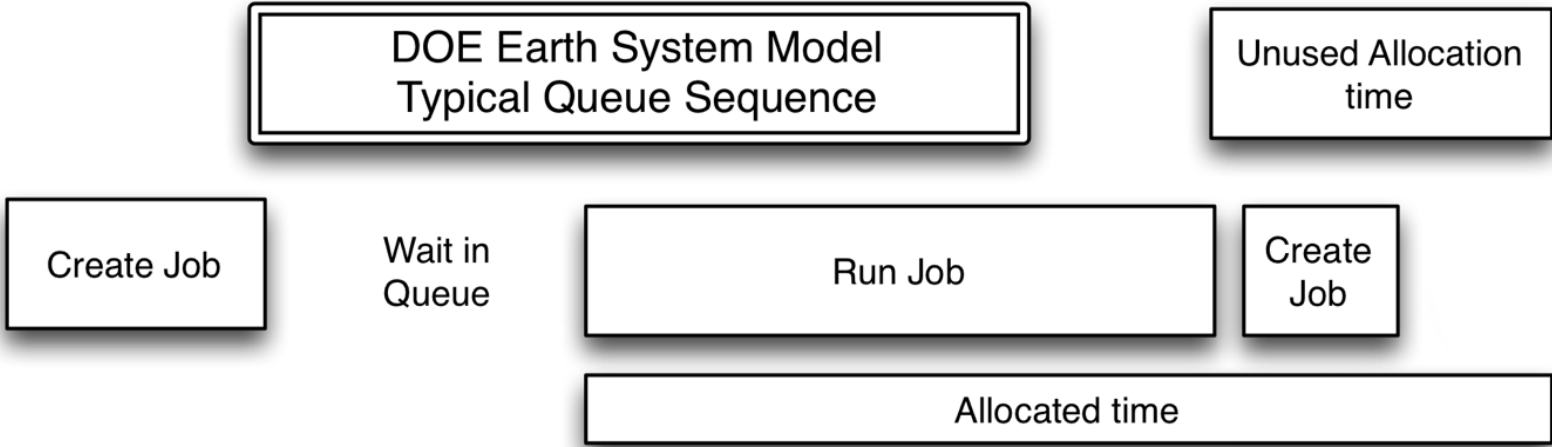 DOE Earth System Model
Typical Queue Sequence
Unused Allocation
time
Create Job
Wait in
Queue
Run Job
Create
Job
Allocated time